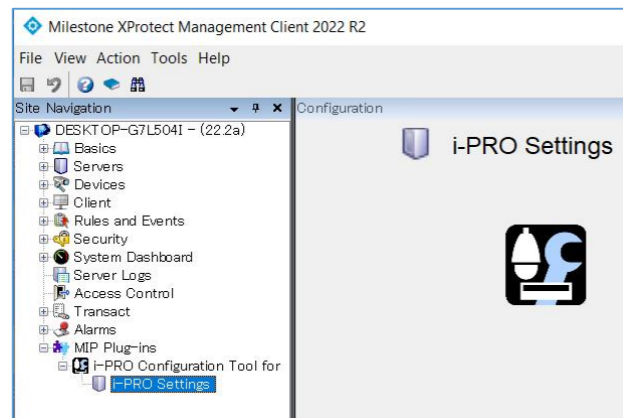 Milestone XProtect Management Client 2022 R2
File View Action Tools Help
Site Navigation
Configuration
DESKTOP-G7L504I - (22.2a)
i-PRO Settings
Basics
Servers
Devices
Client
Rules and Events
Security
System Dashboard
Server Logs
Access Control
Transact
Alarms
MIP Plug-ins
i-PRO Configuration Tool for
i-PRO Settings